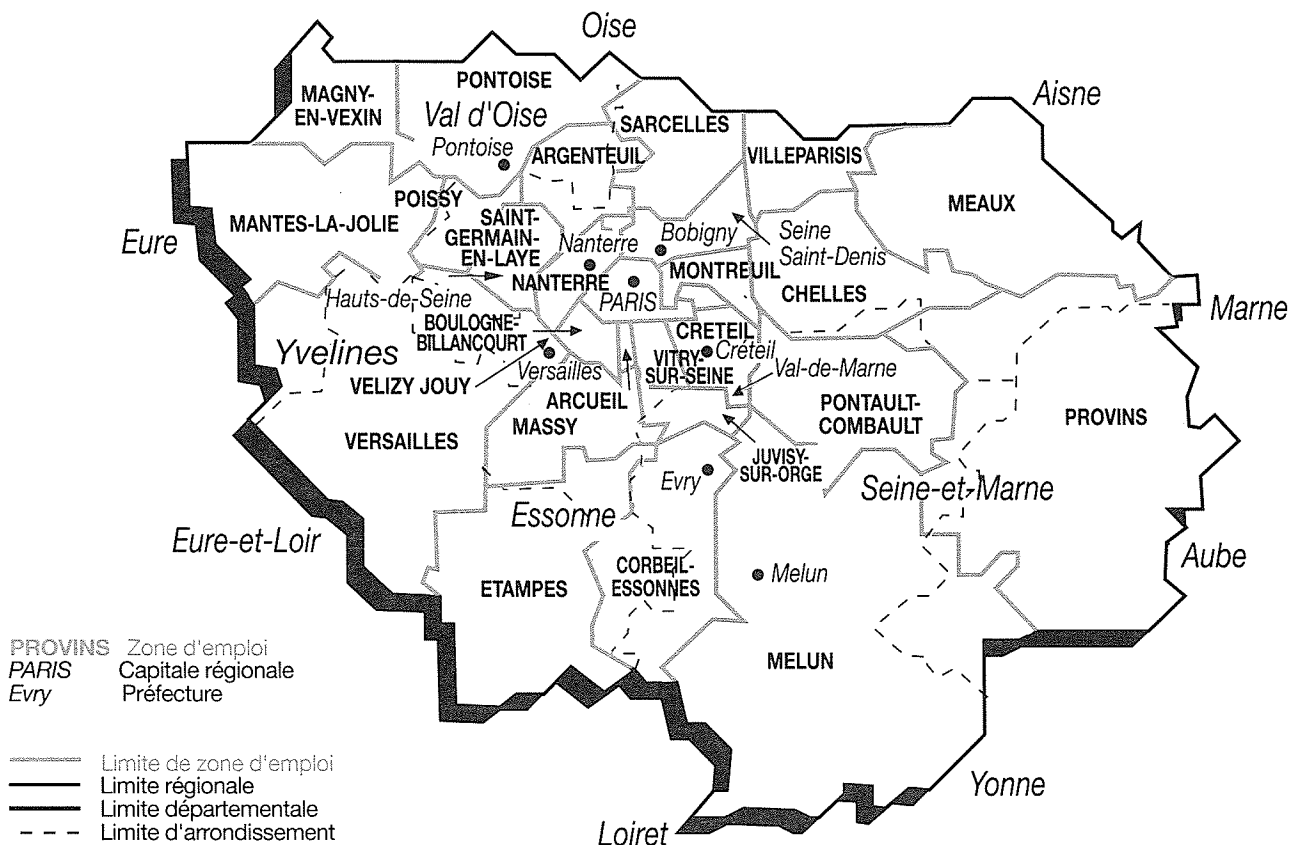 Oise
PONTOISE
MAGNY-
EN-VEXIN
Aisne
Val d'Oise
SARCELLES
Pontoise
ARGENTEUIL
VILLEPARISIS
POISSY
MEAUX
MANTES-LA-JOLIE
SAINT-
GERMAIN-
EN-LAYE
Eure
Nanterre
Bobigny
Seine
Saint-Denis
NANTERRE
MONTREUIL
PARIS
CHELLES
Hauts-de-Seine
Marne
BOULOGNE-
BILLANCOURT
CRETEIL
Créteil
Yvelines
Versailles
VITRY-
SUR-SEINE
Val-de-Marne
VELIZY JOUY
ARCUEIL
PONTAULT-
COMBAULT
PROVINS
VERSAILLES
MASSY
JUVISY-
SUR-ORGE
Evry
Seine-et-Marne
Essonne
Eure-et-Loir
Aube
CORBEIL-
ESSONNES
Melun
ETAMPES
MELUN
PROVINS Zone d'emploi
PARIS Capitale régionale
Evry Préfecture
Limite de zone d'emploi
Limite régionale
Limite départementale
Limite d'arrondissement
Yonne
Loiret